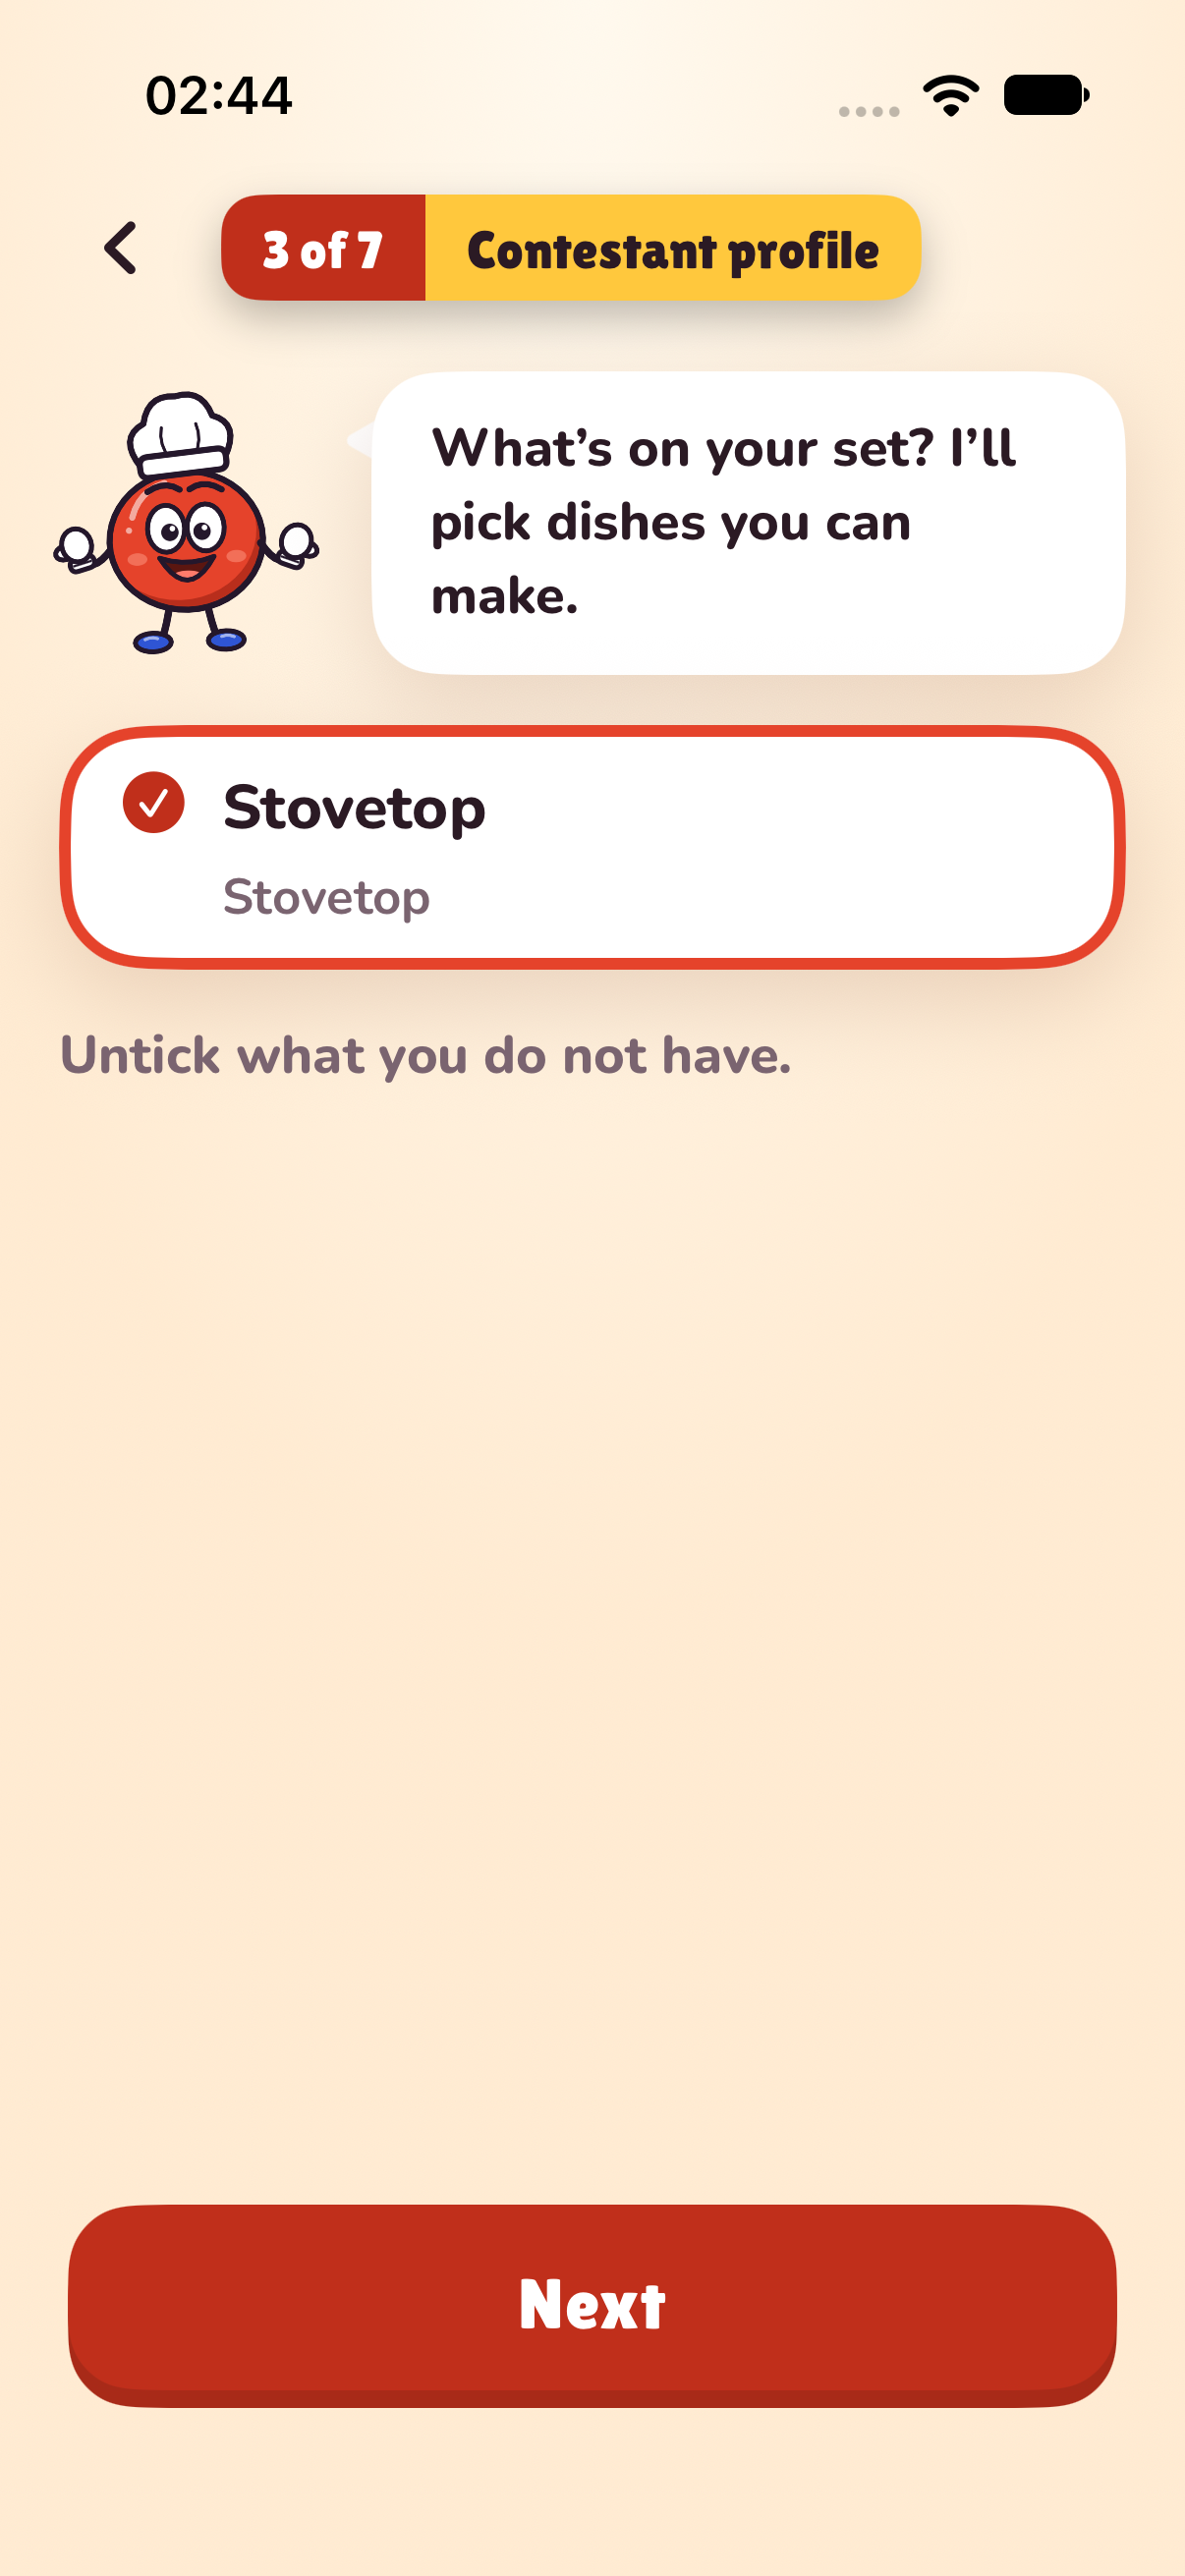 02:44
3 of 7
Contestant profile
What’s on your set? I’ll
pick dishes you can
make.
Stovetop
Stovetop
Untick what you do not have.
Next